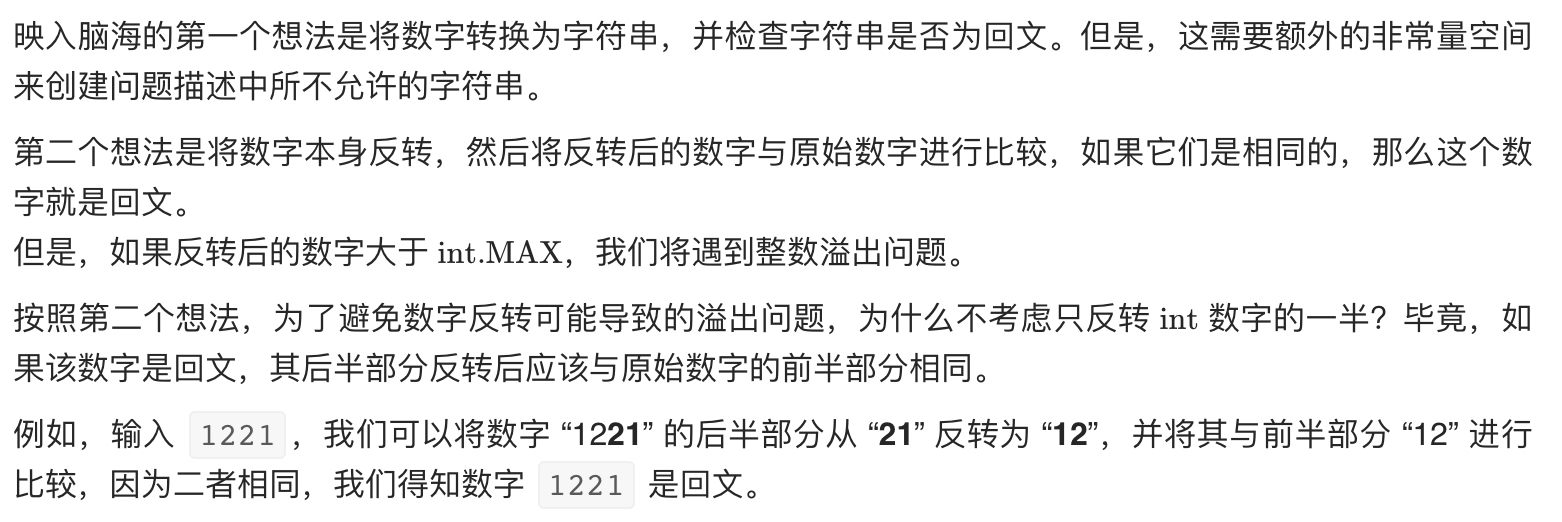 映入脑海的第一个想法是将数字转换为字符串，并检查字符串是否为回文。但是，这需要额外的非常量空间
来创建问题描述中所不允许的字符串。
第二个想法是将数字本身反转，然后将反转后的数字与原始数字进行比较，如果它们是相同的，那么这个数
字就是回文。
但是，如果反转后的数字大于 int.MAX，我们将遇到整数溢出问题。
按照第二个想法，为了避免数字反转可能导致的溢出问题，为什么不考虑只反转 int 数字的一半？毕竟，如
果该数字是回文，其后半部分反转后应该与原始数字的前半部分相同。
例如，输入 1221，我们可以将数字 “1221” 的后半部分从 “21” 反转为 “12”，并将其与前半部分 “12” 进行
比较，因为二者相同，我们得知数字 1221 是回文。